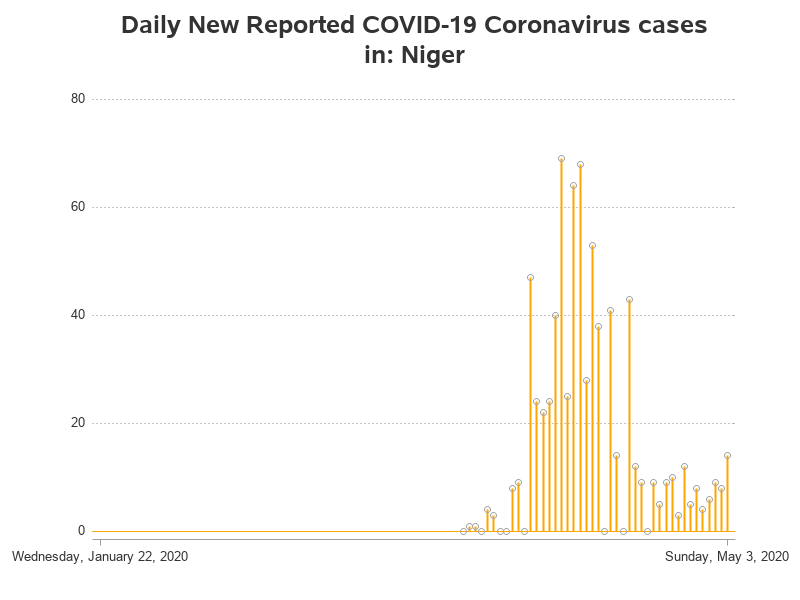 Daily New Reported COVID-19 Coronavirus cases
in: Niger
80
60
40
20
0
Wednesday, January 22, 2020
Sunday, May 3, 2020